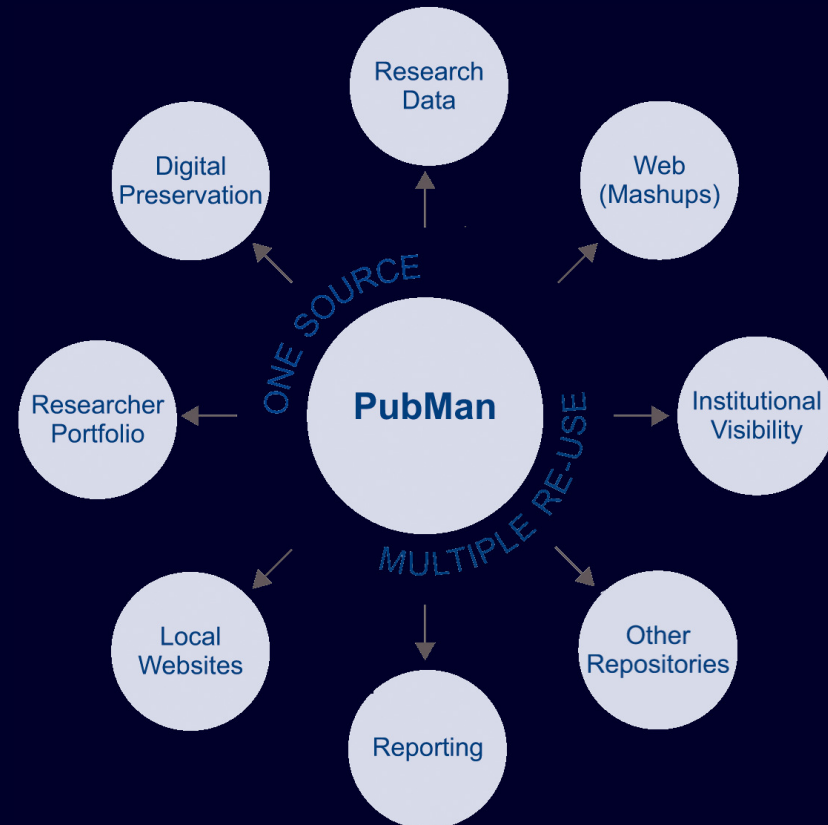 Research
Data
Digital
Preservation
Web
(Mashups)
ONE SOURCE
Researcher
Portfolio
PubMan
Institutional
Visibility
MULTIPLE RE-USE
Local
Websites
Other
Repositories
Reporting